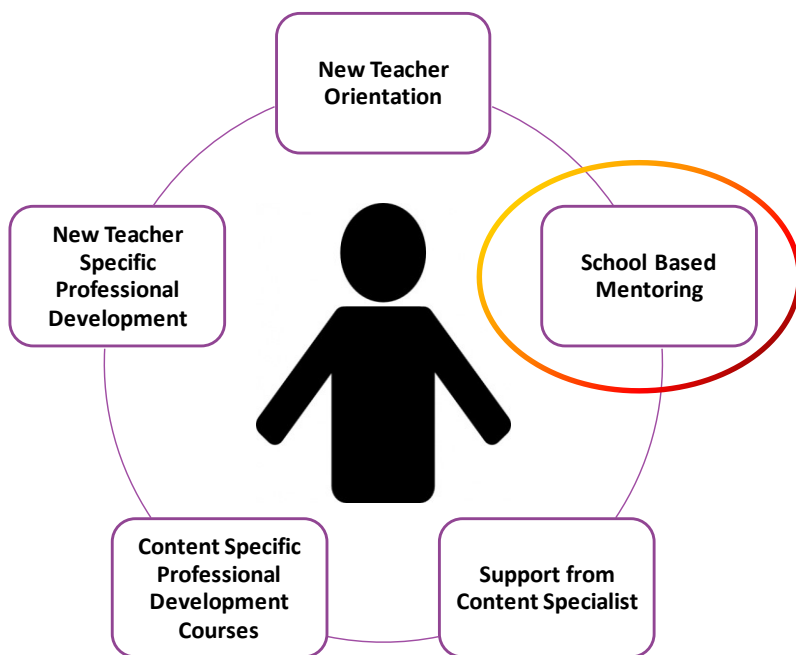 New Teacher
Orientation
School Based
Mentoring
Support from
Content Specialist
Content Specific
Professional
Development
Courses
New Teacher
Specific
Professional
Development